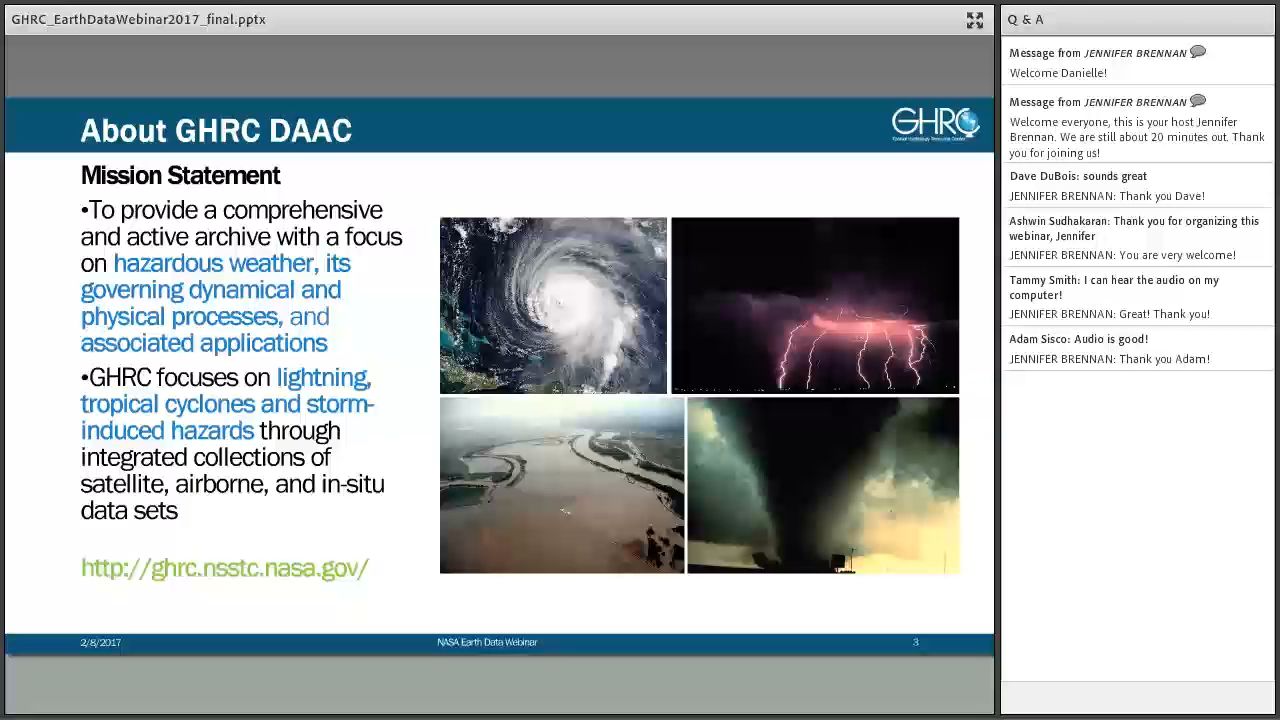 GHRC_EarthDataWebinar2017_final.pptx
About GHRC DAAC
GHRC
Mission Statement
•To provide a comprehensive
and active archive with a focus
on hazardous weather, its
governing dynamical and
physical processes, and
associated applications
•GHRC focuses on lightning,
tropical cyclones and storm-
induced hazards through
integrated collections of
satellite, airborne, and in-situ
data sets
http://ghrc.nsstc.nasa.gov/
2/8/2017
NASA Earth Data Webinar
3
Q & A
Message from JENNIFER BRENNAN
Welcome Danielle!
Message from JENNIFER BRENNAN
Welcome everyone, this is your host Jennifer
Brennan. We are still about 20 minutes out. Thank
you for joining us!
Dave DuBois: sounds great
JENNIFER BRENNAN: Thank you Dave!
Ashwin Sudhakaran: Thank you for organizing this
webinar, Jennifer
JENNIFER BRENNAN: You are very welcome!
Tammy Smith: I can hear the audio on my
computer!
JENNIFER BRENNAN: Great! Thank you!
Adam Sisco: Audio is good!
JENNIFER BRENNAN: Thank you Adam!